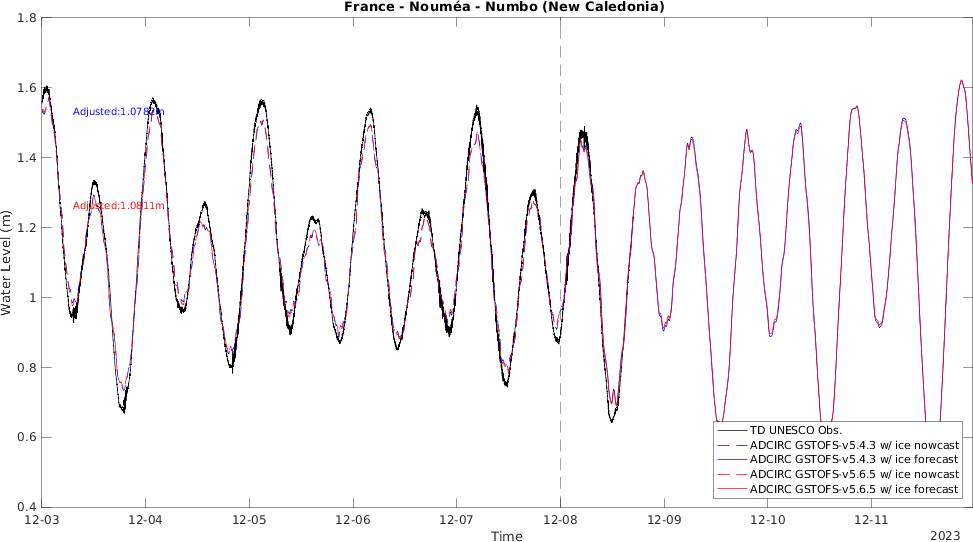 France - Nouméa - Numbo (New Caledonia)
Water Level (m)
1.8
1.6
1.4
1.2
1
0.8
0.6
0.4
Adjusted:1.0782m
Adjusted:1.0811m
TD UNESCO Obs.
ADCIRC GSTOFS-v5.4.3 w/ ice nowcast
ADCIRC GSTOFS-v5.4.3 w/ ice forecast
ADCIRC GSTOFS-v5.6.5 w/ ice nowcast
ADCIRC GSTOFS-v5.6.5 w/ ice forecast
12-03 12-04 12-05 12-06 12-07 12-08 12-09 12-10 12-11
Time
2023